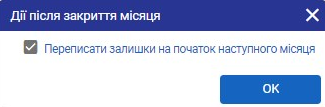 Дії після закриття місяця
Переписати залишки на початок наступного місяця
OK